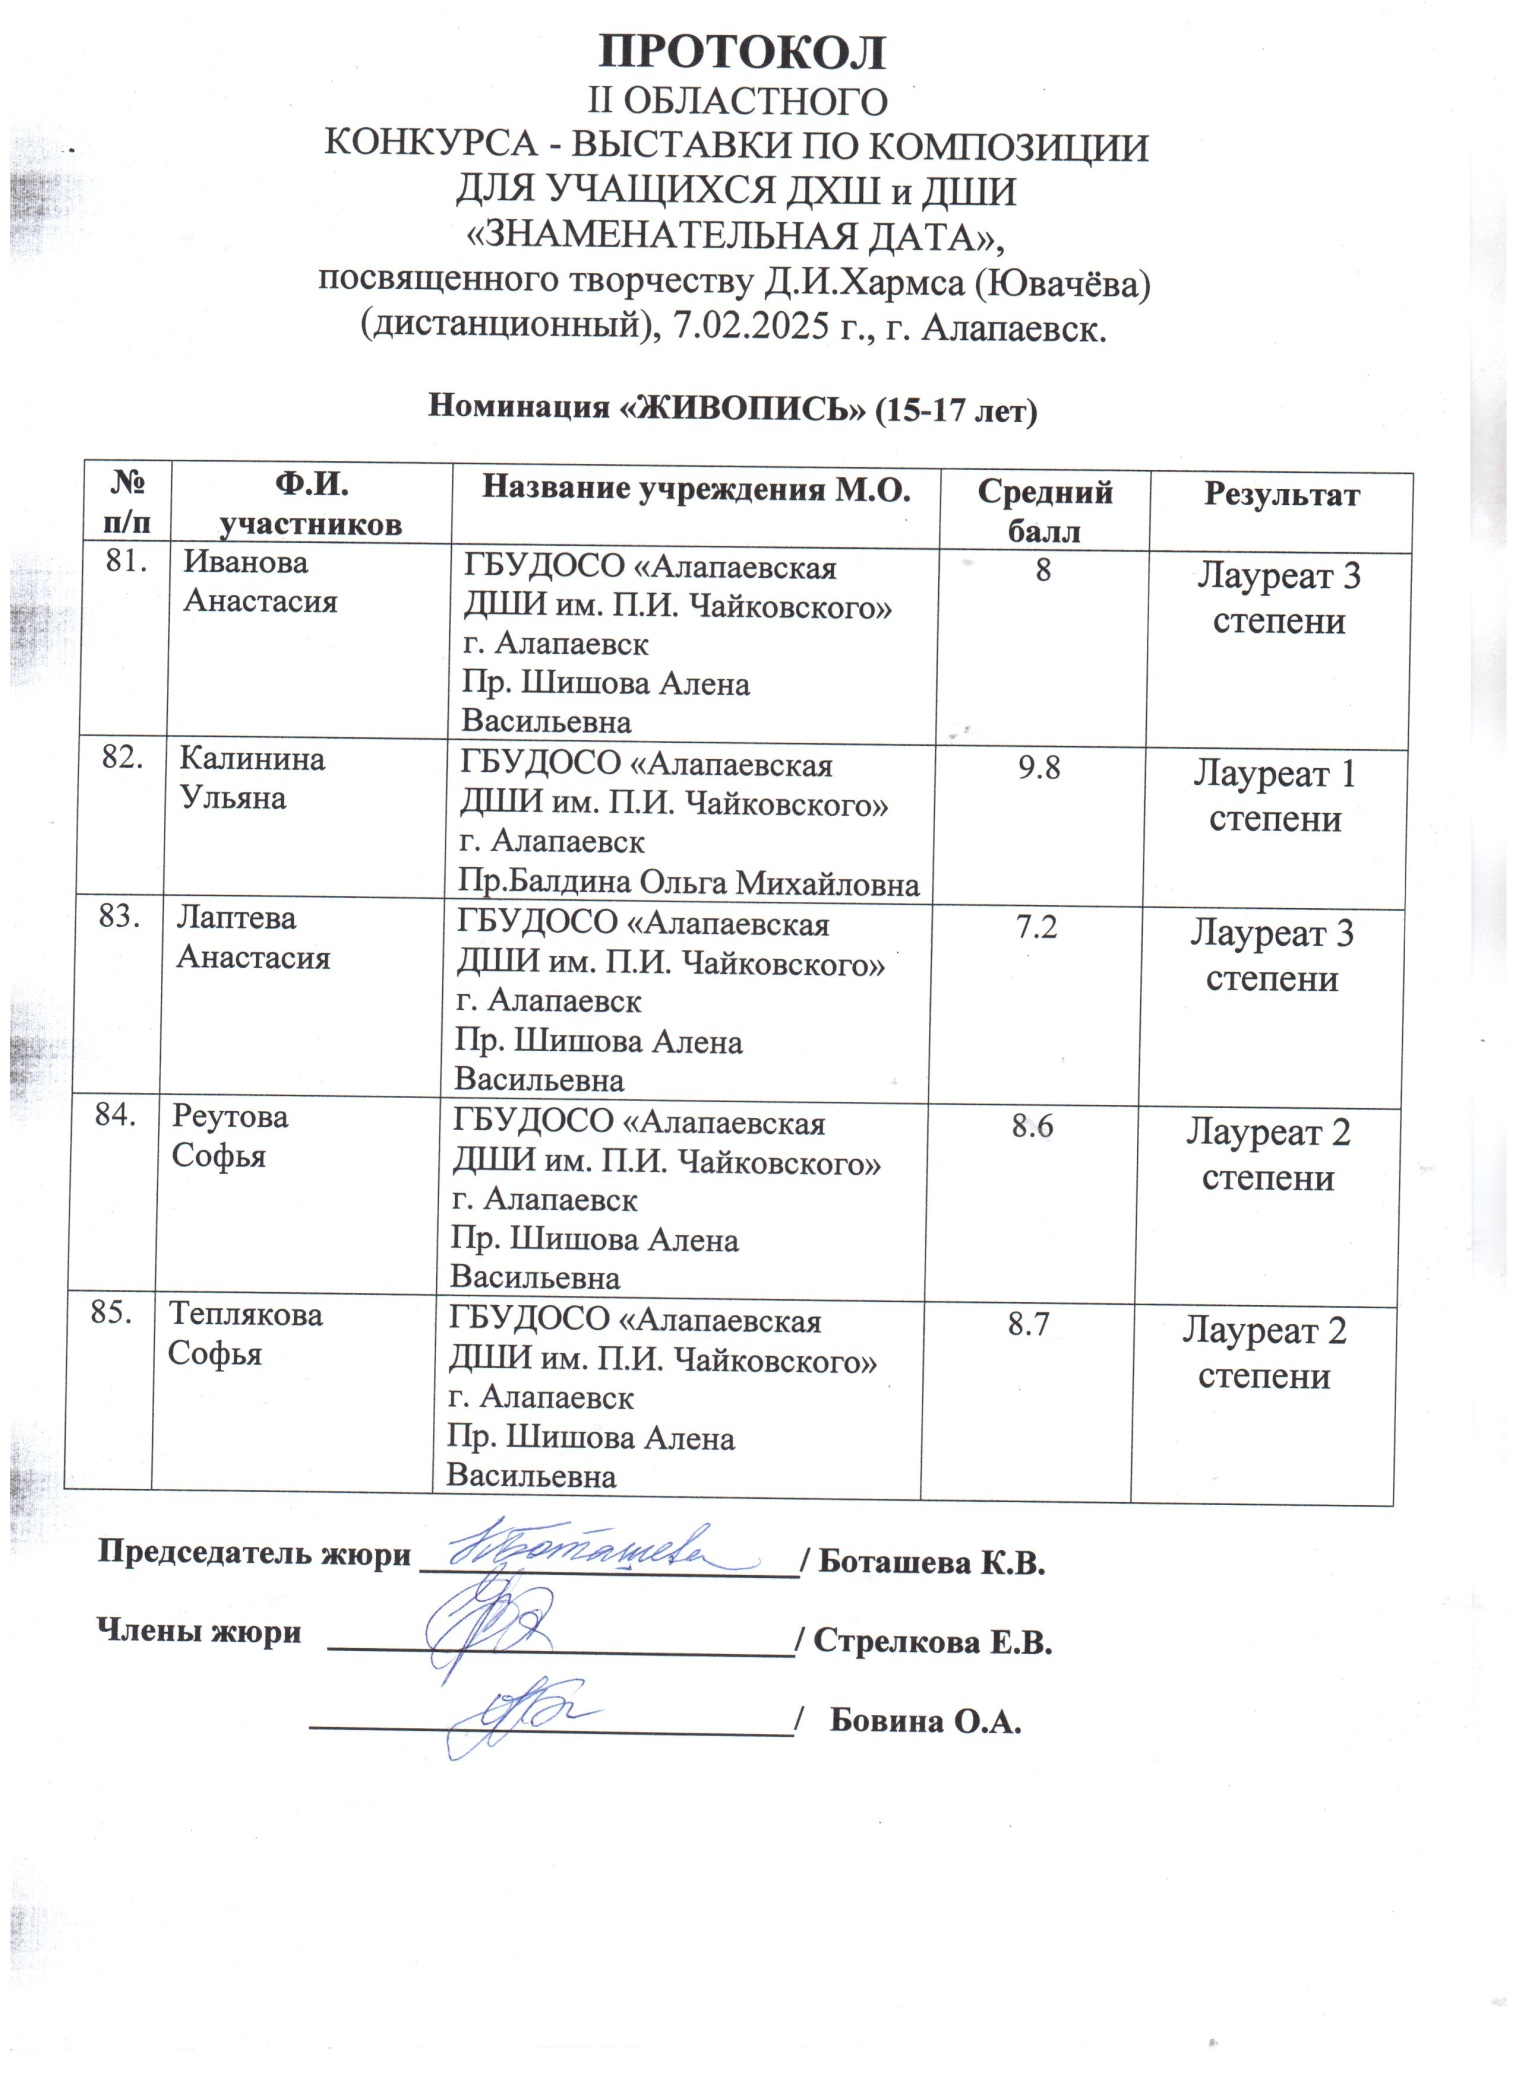 ПРОТОКОЛ
II ОБЛАСТНОГО
КОНКУРСА - ВЫСТАВКИ ПО КОМПОЗИЦИИ
ДЛЯ УЧАЩИХСЯ ДХШ и ДШИ
«ЗНАМЕНАТЕЛЬНАЯ ДАТА»,
посвященного творчеству Д.И.Хармса (Ювачёва)
(дистанционный), 7.02.2025 г., г. Алапаевск.
Номинация «ЖИВОПИСЬ» (15-17 лет)
№ п/п
Ф.И. участников
Название учреждения М.О.
Средний балл
Результат
81.
Иванова
Анастасия
ГБУДОСО «Алапаевская
ДШИ им. П.И. Чайковского»
г. Алапаевск
Пр. Шишова Алена
Васильевна
8
Лауреат 3
степени
82.
Калинина
Ульяна
ГБУДОСО «Алапаевская
ДШИ им. П.И. Чайковского»
г. Алапаевск
Пр.Балдина Ольга Михайловна
9.8
Лауреат 1
степени
83.
Лаптева
Анастасия
ГБУДОСО «Алапаевская
ДШИ им. П.И. Чайковского»
г. Алапаевск
Пр. Шишова Алена
Васильевна
7.2
Лауреат 3
степени
84.
Реутова
Софья
ГБУДОСО «Алапаевская
ДШИ им. П.И. Чайковского»
г. Алапаевск
Пр. Шишова Алена
Васильевна
8.6
Лауреат 2
степени
85.
Теплякова
Софья
ГБУДОСО «Алапаевская
ДШИ им. П.И. Чайковского»
г. Алапаевск
Пр. Шишова Алена
Васильевна
8.7
Лауреат 2
степени
Председатель жюри / Боташева К.В.
Члены жюри / Стрелкова Е.В.
/ Бовина О.А.